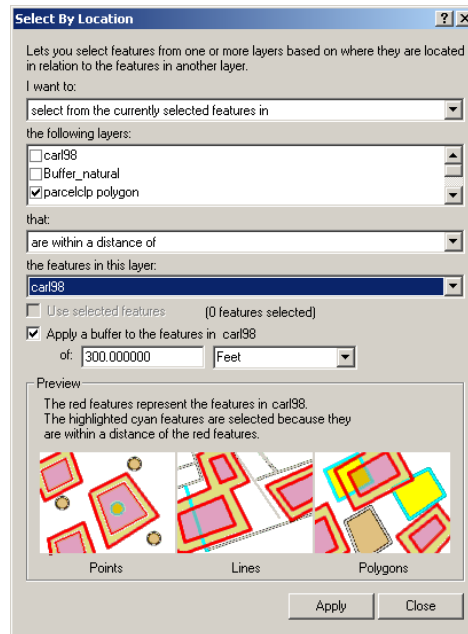 Select By Location
Lets you select features from one or more layers based on where they are located
in relation to the features in another layer.
I want to:
select from the currently selected features in
the following layers:
carl98
Buffer_natural
parcelclp polygon
that:
are within a distance of
the features in this layer:
carl98
Use selected features (0 features selected)
Apply a buffer to the features in carl98
of: 300.000000 Feet
Preview
The red features represent the features in carl98.
The highlighted cyan features are selected because they
are within a distance of the red features.
Points Lines Polygons
Apply Close